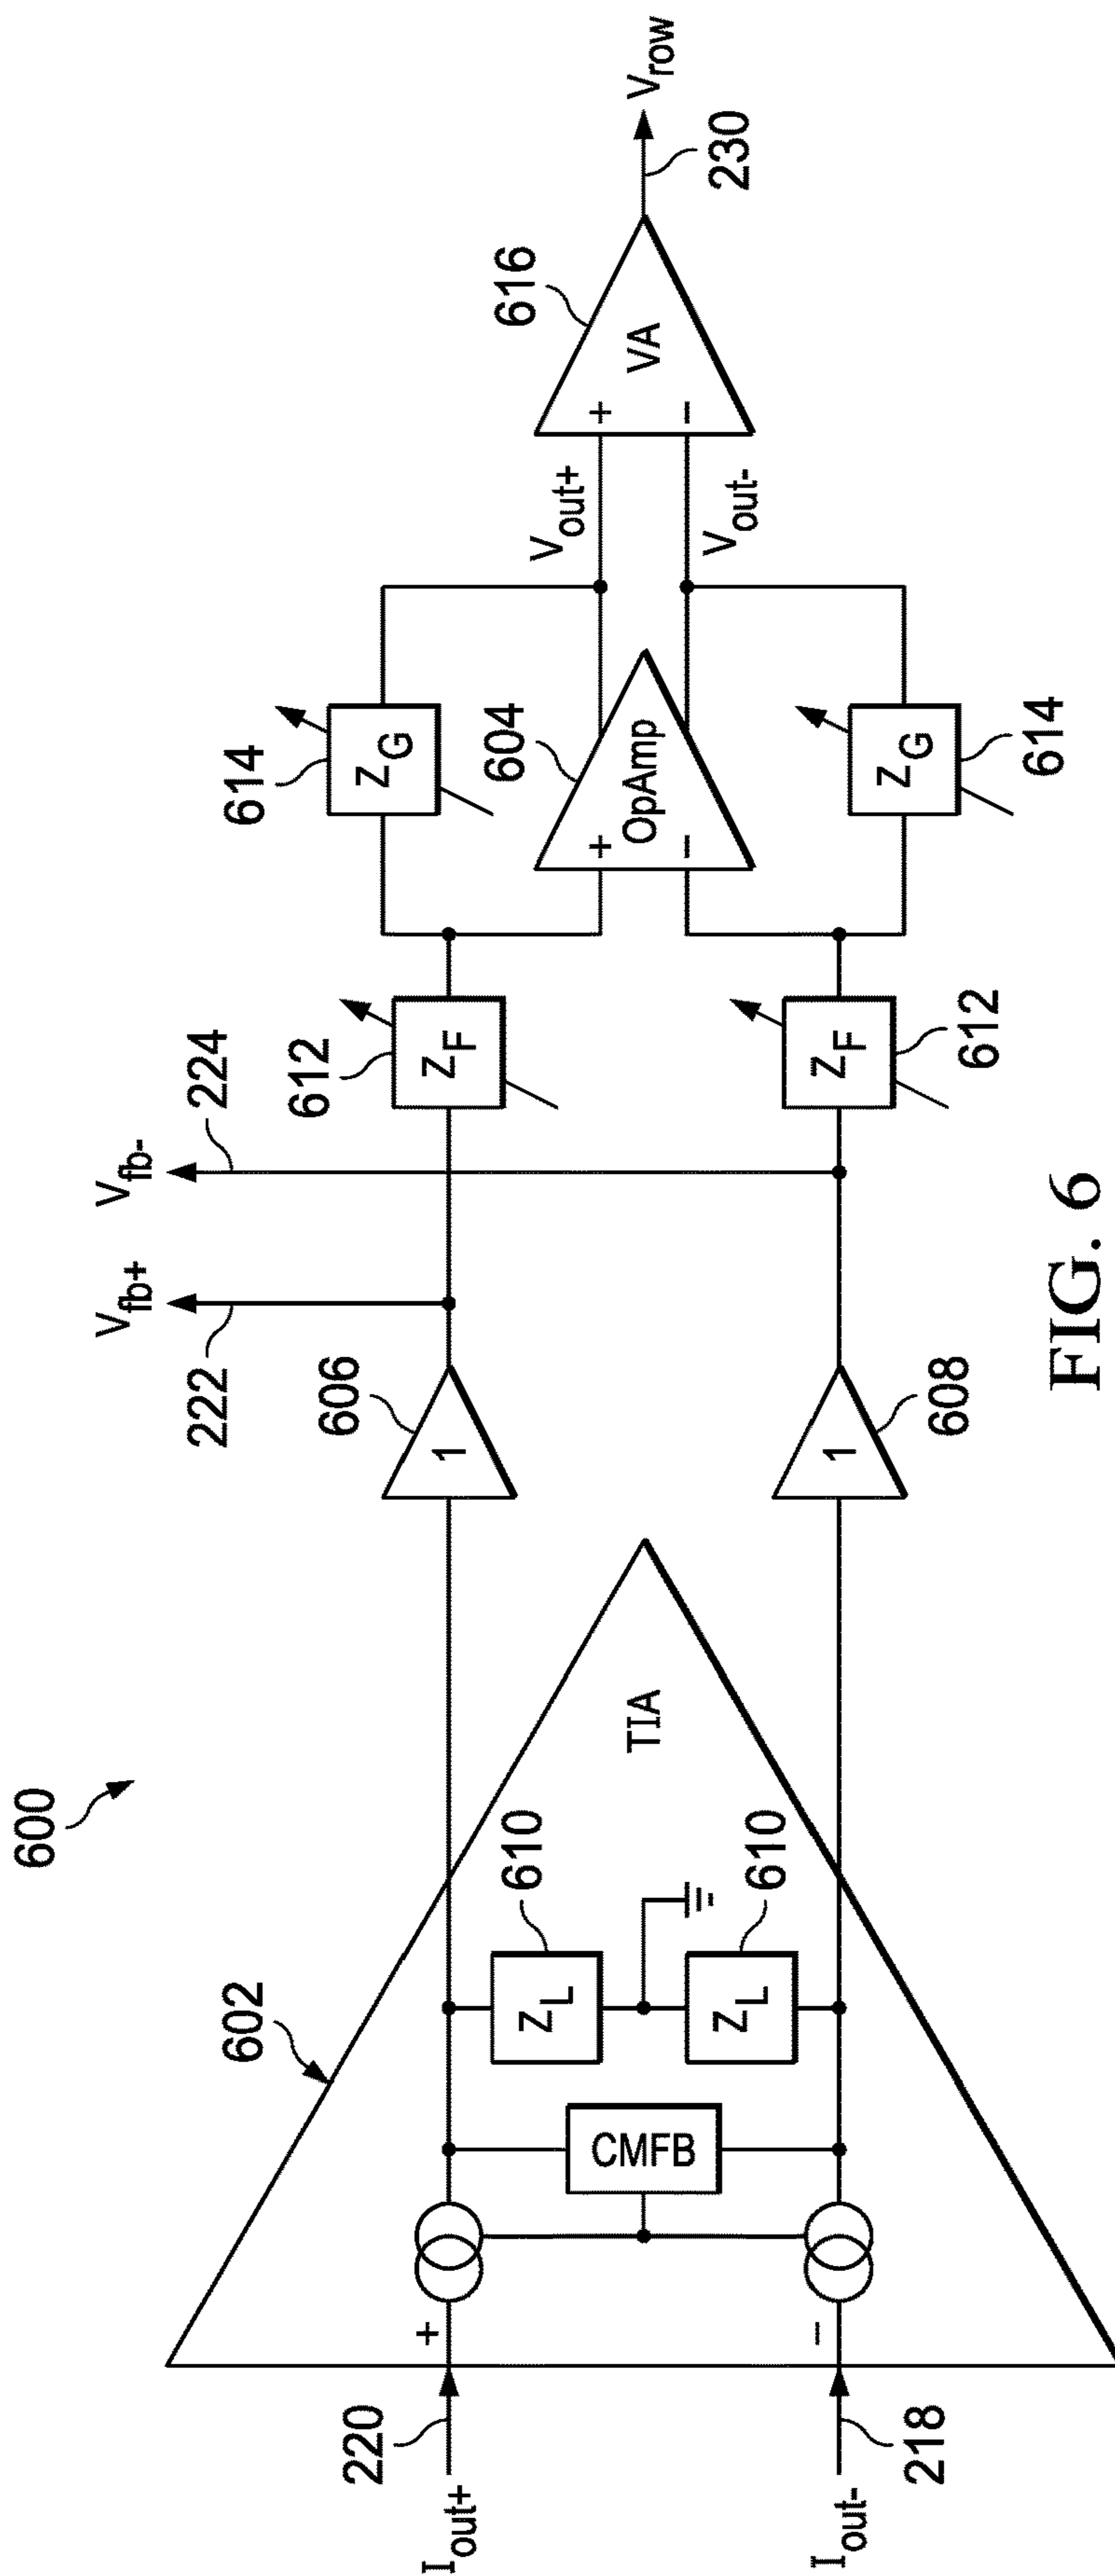 600
602
I_out+
220
+
I_out-
218
−
CMFB
Z_L
610
Z_L
610
TIA
606
1
608
1
222
V_fb+
224
V_fb-
612
Z_F
612
Z_F
614
Z_G
604
OpAmp
+
−
614
Z_G
V_out+
V_out-
616
VA
+
−
230
V_row
FIG. 6